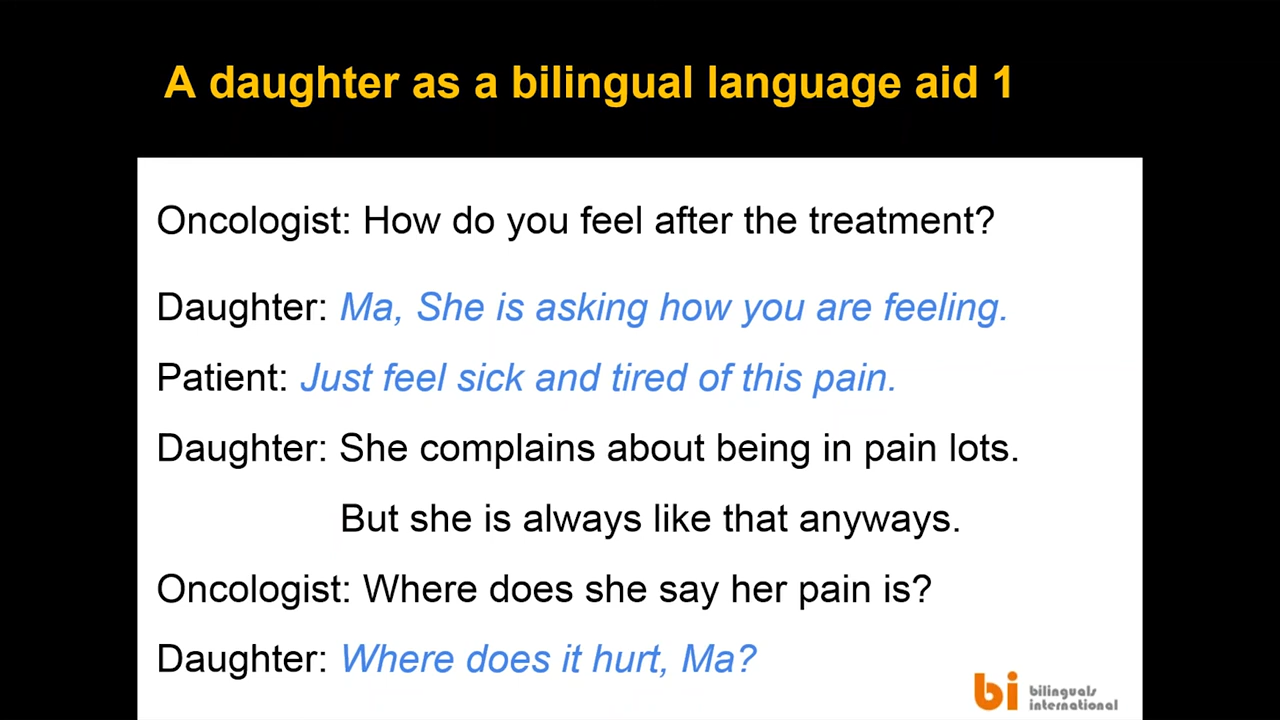 A daughter as a bilingual language aid 1
Oncologist: How do you feel after the treatment?
Daughter: Ma, She is asking how you are feeling.
Patient: Just feel sick and tired of this pain.
Daughter: She complains about being in pain lots.
But she is always like that anyways.
Oncologist: Where does she say her pain is?
Daughter: Where does it hurt, Ma?
bi bilinguals
international